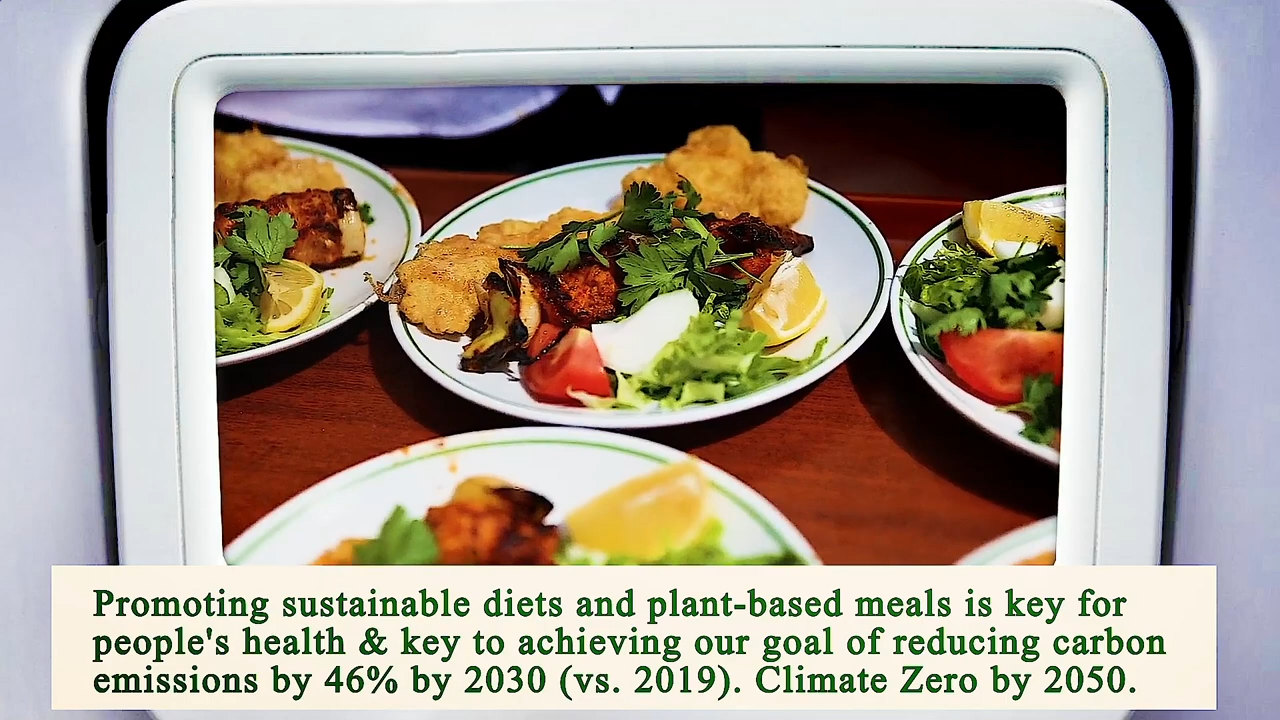 Promoting sustainable diets and plant-based meals is key for
people's health & key to achieving our goal of reducing carbon
emissions by 46% by 2030 (vs. 2019). Climate Zero by 2050.